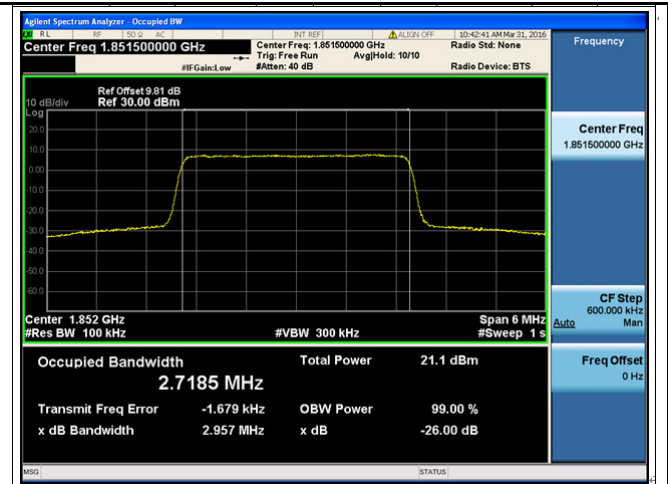 Agilent Spectrum Analyzer - Occupied BW
LXI RL RF 50 Ω AC INT REF ALIGN OFF 10:42:41 AM Mar 31, 2016
Center Freq 1.851500000 GHz Center Freq: 1.851500000 GHz Radio Std: None Frequency
Trig: Free Run Avg|Hold: 10/10
#IFGain:Low #Atten: 40 dB Radio Device: BTS
Ref Offset 9.81 dB
10 dB/div Ref 30.00 dBm
Log
20.0
10.0
0.00
-10.0
-20.0
-30.0
-40.0
-50.0
-60.0
Center Freq
1.851500000 GHz
Center 1.852 GHz Span 6 MHz
#Res BW 100 kHz #VBW 300 kHz #Sweep 1 s
CF Step
600.000 kHz
Auto Man
Occupied Bandwidth Total Power 21.1 dBm
2.7185 MHz
Transmit Freq Error -1.679 kHz OBW Power 99.00 %
x dB Bandwidth 2.957 MHz x dB -26.00 dB
Freq Offset
0 Hz
MSG STATUS